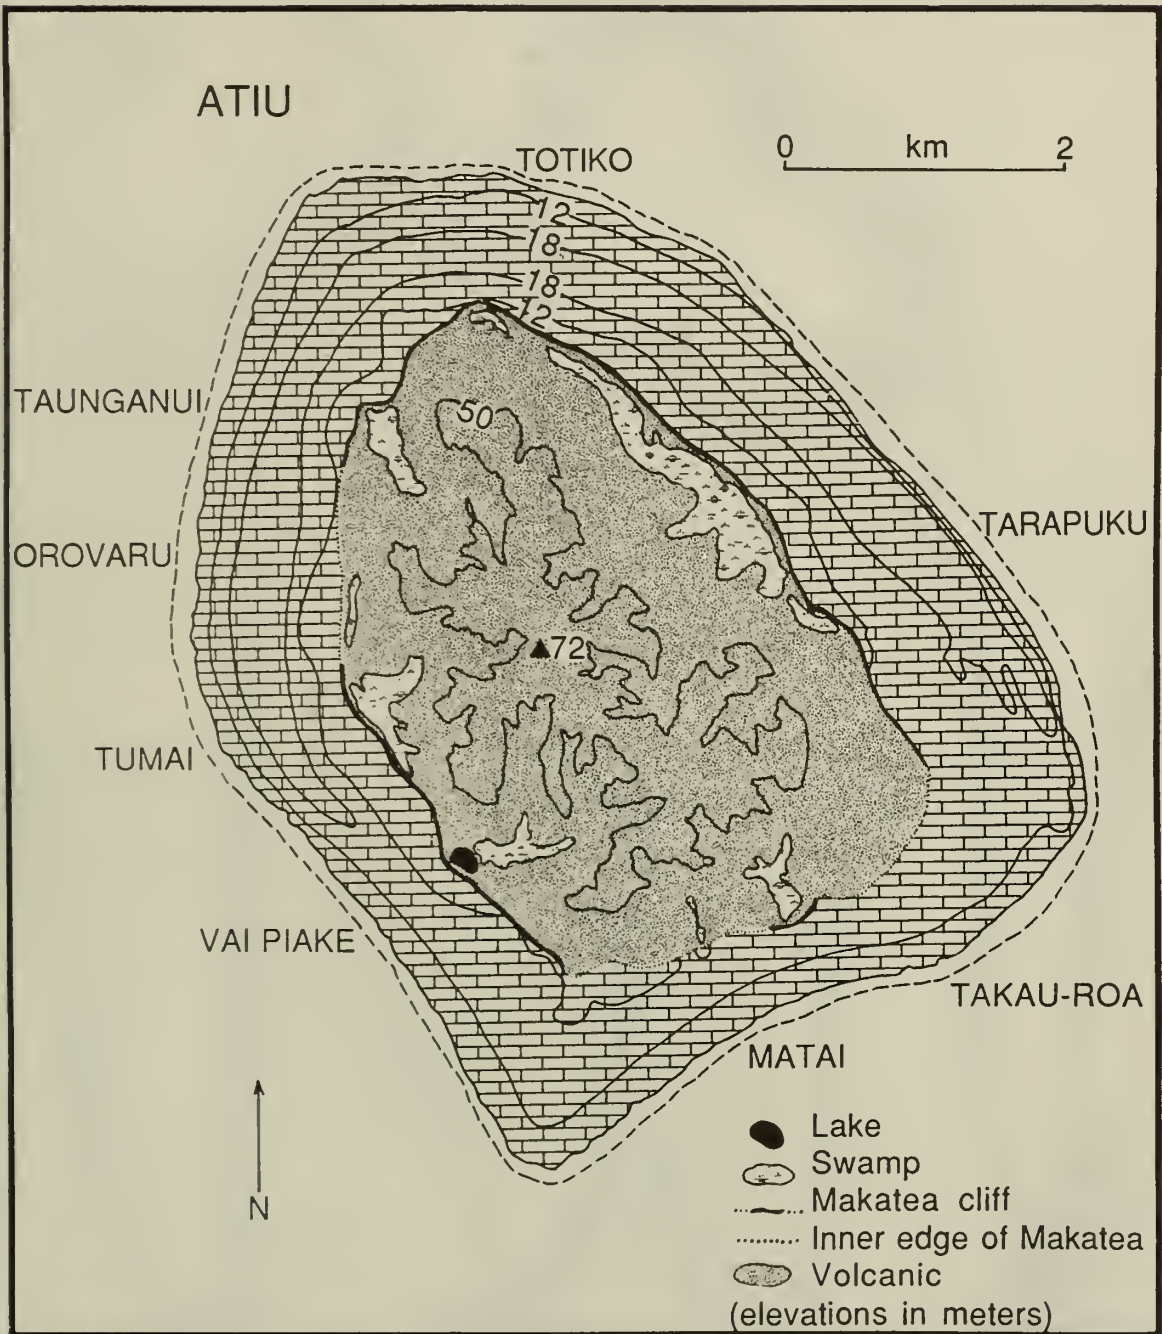 ATIU
0 km 2
TOTIKO
12
18
18
12
TAUNGANUI
50
TARAPUKU
OROVARU
72
TUMAI
VAI PIAKE
TAKAU-ROA
MATAI
N
Lake
Swamp
Makatea cliff
Inner edge of Makatea
Volcanic
(elevations in meters)